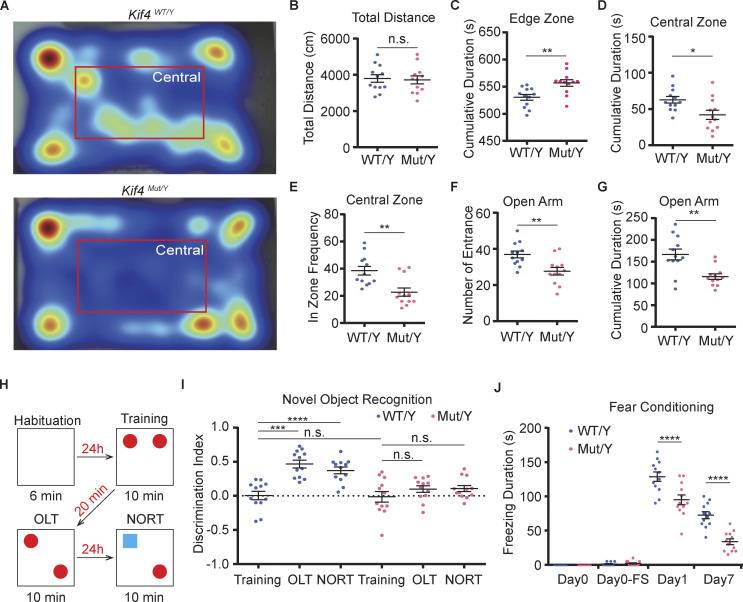 A
Kif4 WT/Y
Central
Kif4 Mut/Y
Central
B
Total Distance
n.s.
Total Distance (cm)
6000
4000
2000
0
WT/Y Mut/Y
C
Edge Zone
**
Cumulative Duration (s)
650
600
550
500
450
WT/Y Mut/Y
D
Central Zone
*
Cumulative Duration (s)
150
100
50
0
WT/Y Mut/Y
E
Central Zone
**
In Zone Frequency
80
60
40
20
0
WT/Y Mut/Y
F
Open Arm
**
Number of Entrance
60
40
20
0
WT/Y Mut/Y
G
Open Arm
**
Cumulative Duration (s)
250
200
150
100
50
0
WT/Y Mut/Y
H
Habituation
Training
24h
6 min
10 min
20 min
OLT
NORT
24h
10 min
10 min
I
Novel Object Recognition
WT/Y Mut/Y
****
***
n.s.
n.s.
n.s.
Discrimination Index
1.0
0.5
0.0
-0.5
-1.0
Training OLT NORT Training OLT NORT
J
Fear Conditioning
WT/Y
Mut/Y
****
****
Freezing Duration (s)
200
150
100
50
0
Day0 Day0-FS Day1 Day7